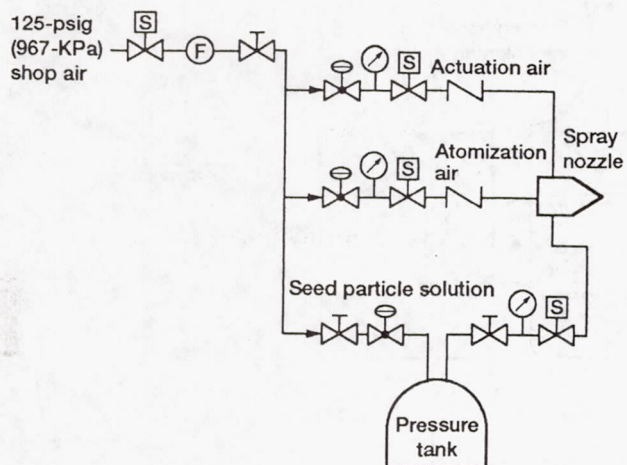 125-psig
(967-KPa)
shop air
S
F
S
Actuation air
S
Atomization
air
Spray
nozzle
Seed particle solution
S
Pressure
tank